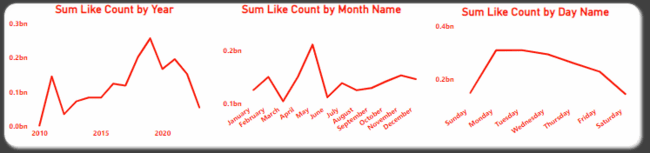 Sum Like Count by Year
0.3bn
0.2bn
0.1bn
0.0bn
2010
2015
2020
Sum Like Count by Month Name
0.2bn
0.1bn
January
February
March
April
May
June
July
August
September
October
November
December
Sum Like Count by Day Name
0.4bn
0.2bn
Sunday
Monday
Tuesday
Wednesday
Thursday
Friday
Saturday